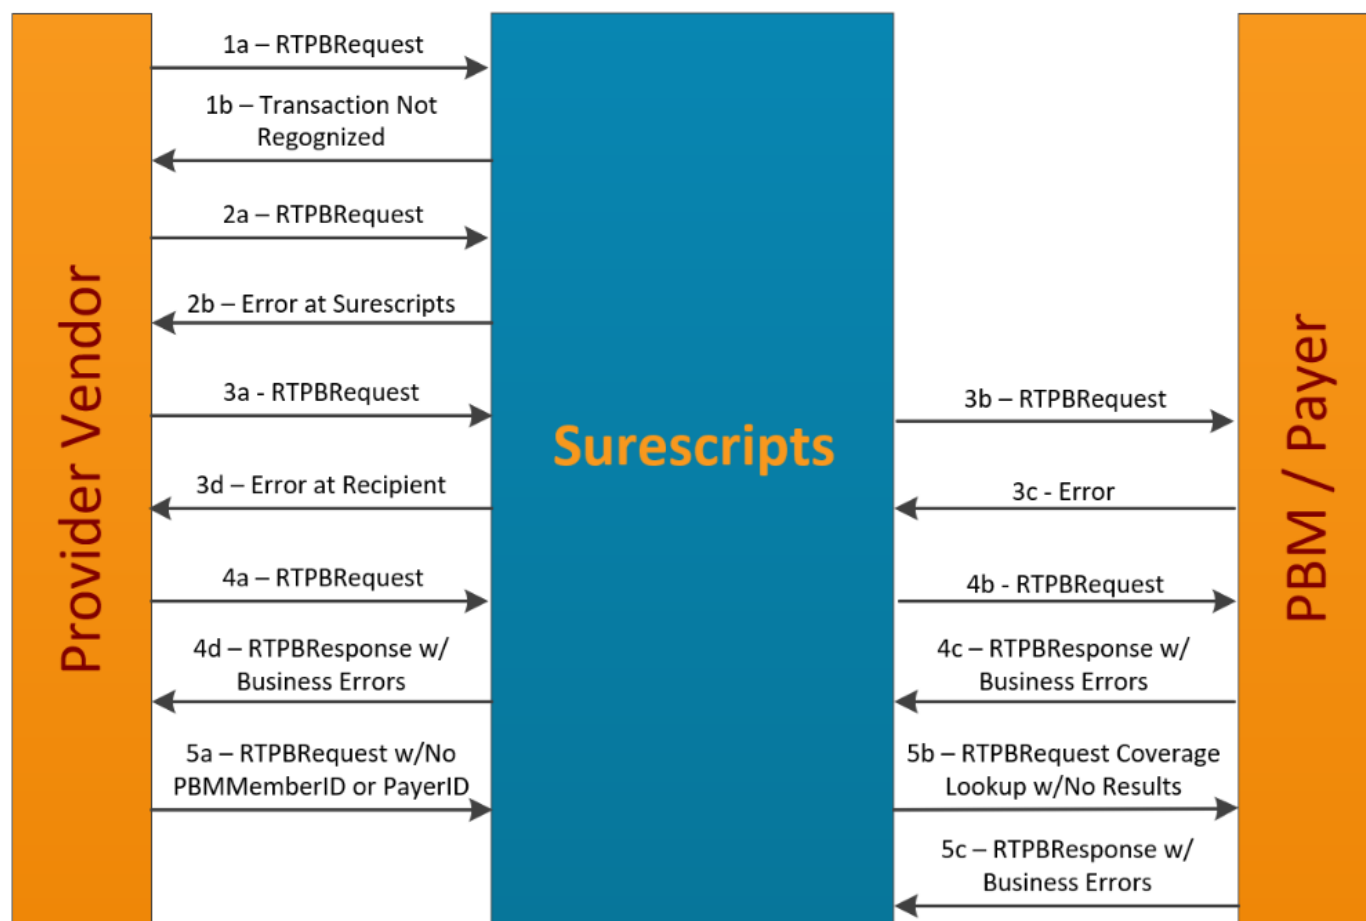 Provider Vendor
1a – RTPBRequest
1b – Transaction Not
Regognized
2a – RTPBRequest
2b – Error at Surescripts
3a - RTPBRequest
3d – Error at Recipient
4a – RTPBRequest
4d – RTPBResponse w/
Business Errors
5a – RTPBRequest w/No
PBMMemberID or PayerID
Surescripts
3b – RTPBRequest
3c - Error
4b - RTPBRequest
4c – RTPBResponse w/
Business Errors
5b – RTPBRequest Coverage
Lookup w/No Results
5c – RTPBResponse w/
Business Errors
PBM / Payer